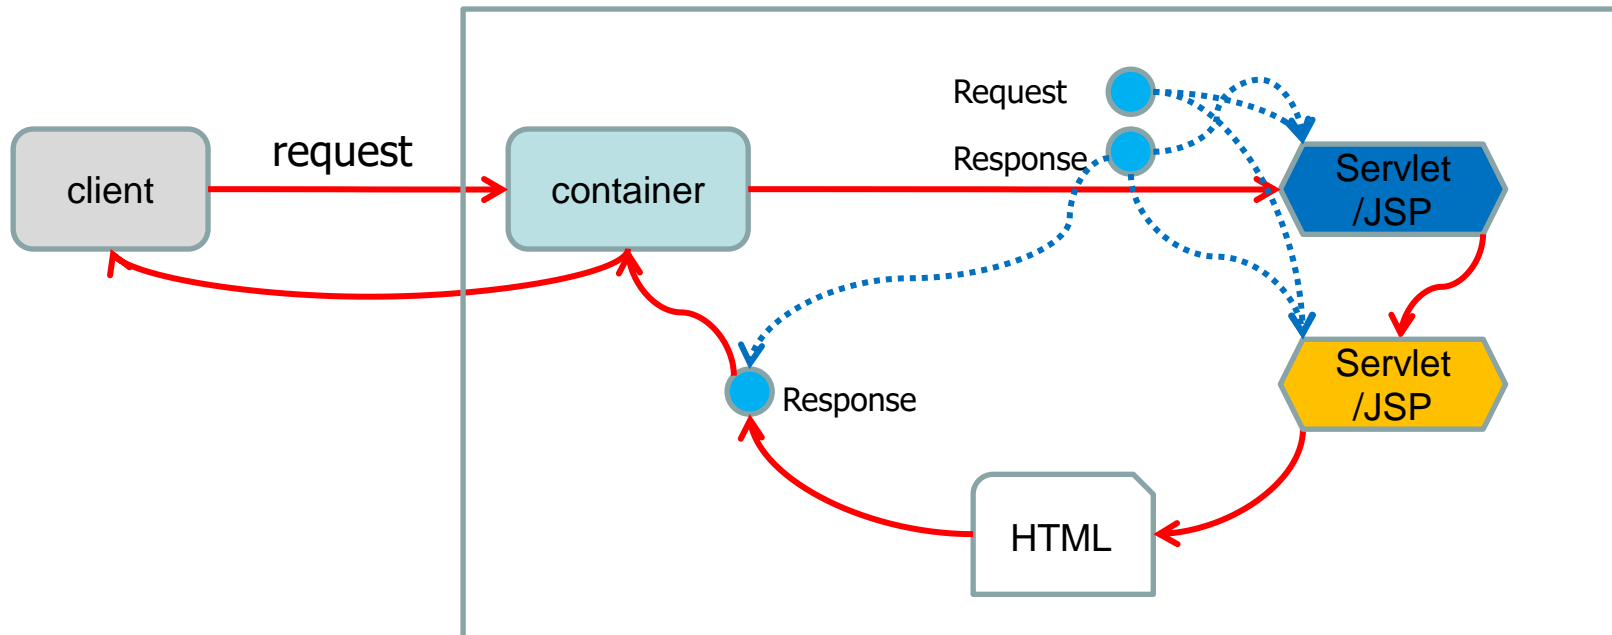 Request
request
Response
client
container
Servlet
/JSP
Servlet
/JSP
Response
HTML